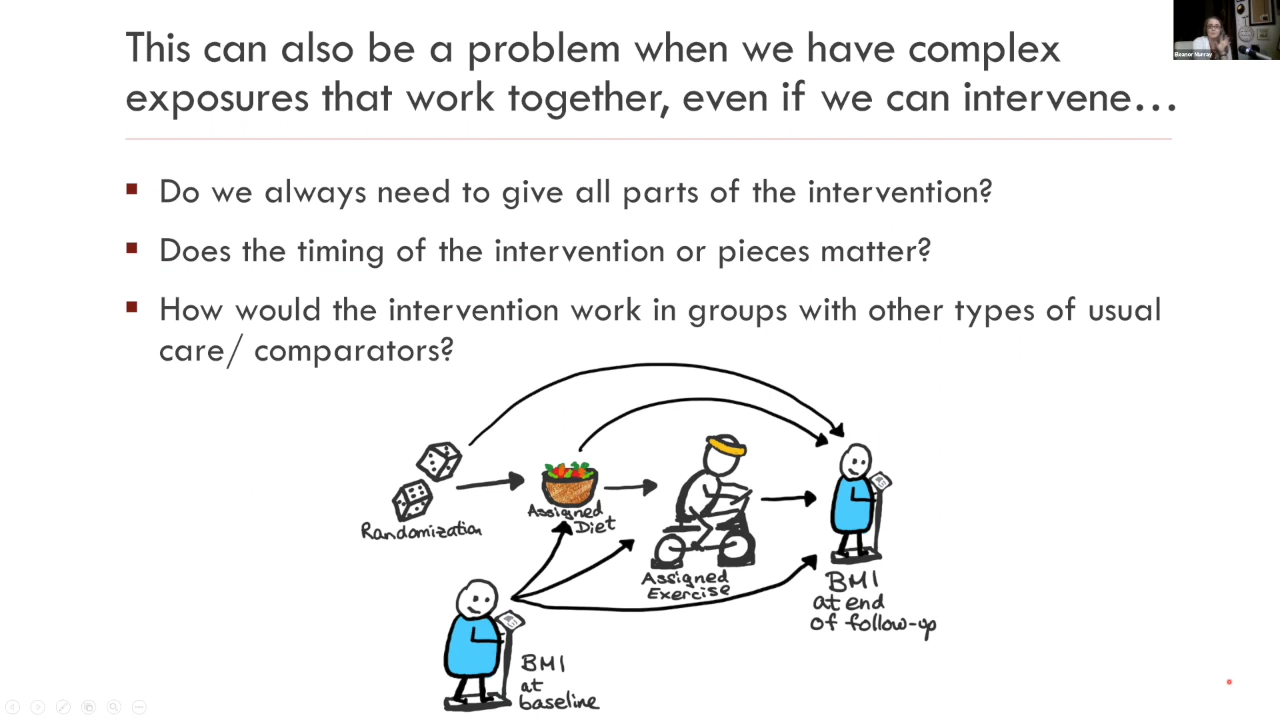 This can also be a problem when we have complex
exposures that work together, even if we can intervene...
Eleanor Murray
Do we always need to give all parts of the intervention?
Does the timing of the intervention or pieces matter?
How would the intervention work in groups with other types of usual
care/ comparators?
Randomization
Assigned
Diet
Assigned
Exercise
BMI
at end
of follow-up
BMI
at
baseline